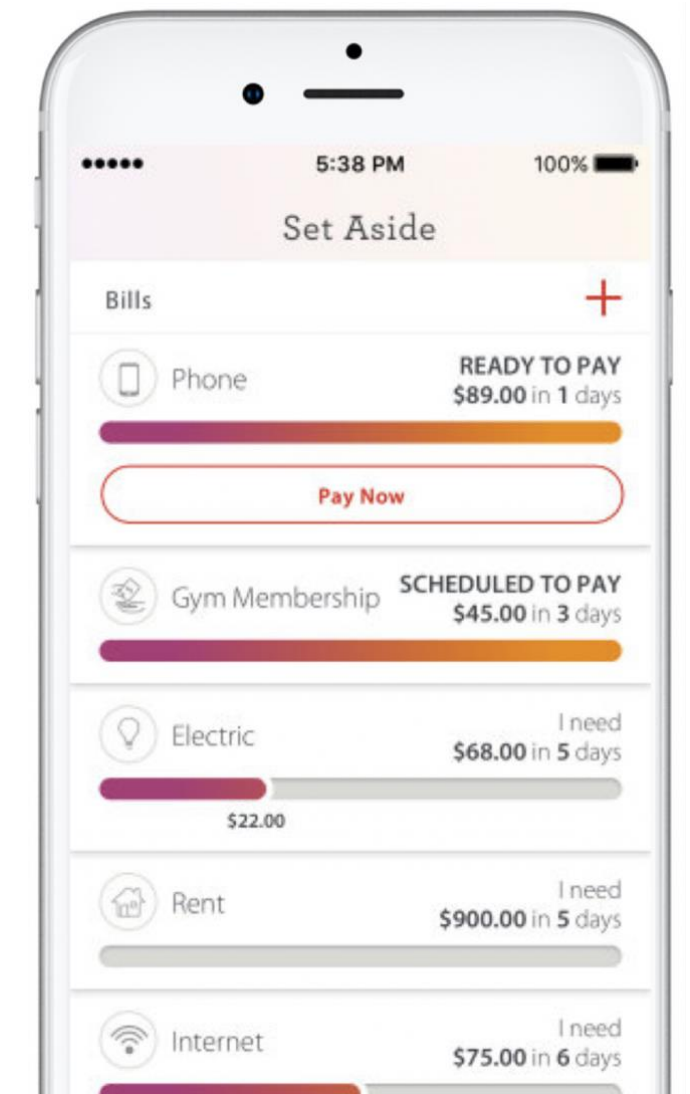 5:38 PM 100%
Set Aside
Bills
Phone
READY TO PAY
$89.00 in 1 days
Pay Now
Gym Membership
SCHEDULED TO PAY
$45.00 in 3 days
Electric
I need
$68.00 in 5 days
$22.00
Rent
I need
$900.00 in 5 days
Internet
I need
$75.00 in 6 days